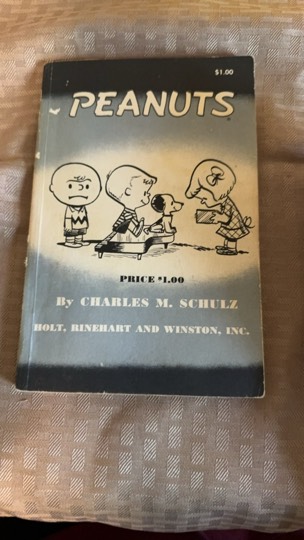 $1.00
PEANUTS
PRICE $1.00
By CHARLES M. SCHULZ
HOLT, RINEHART AND WINSTON, INC.